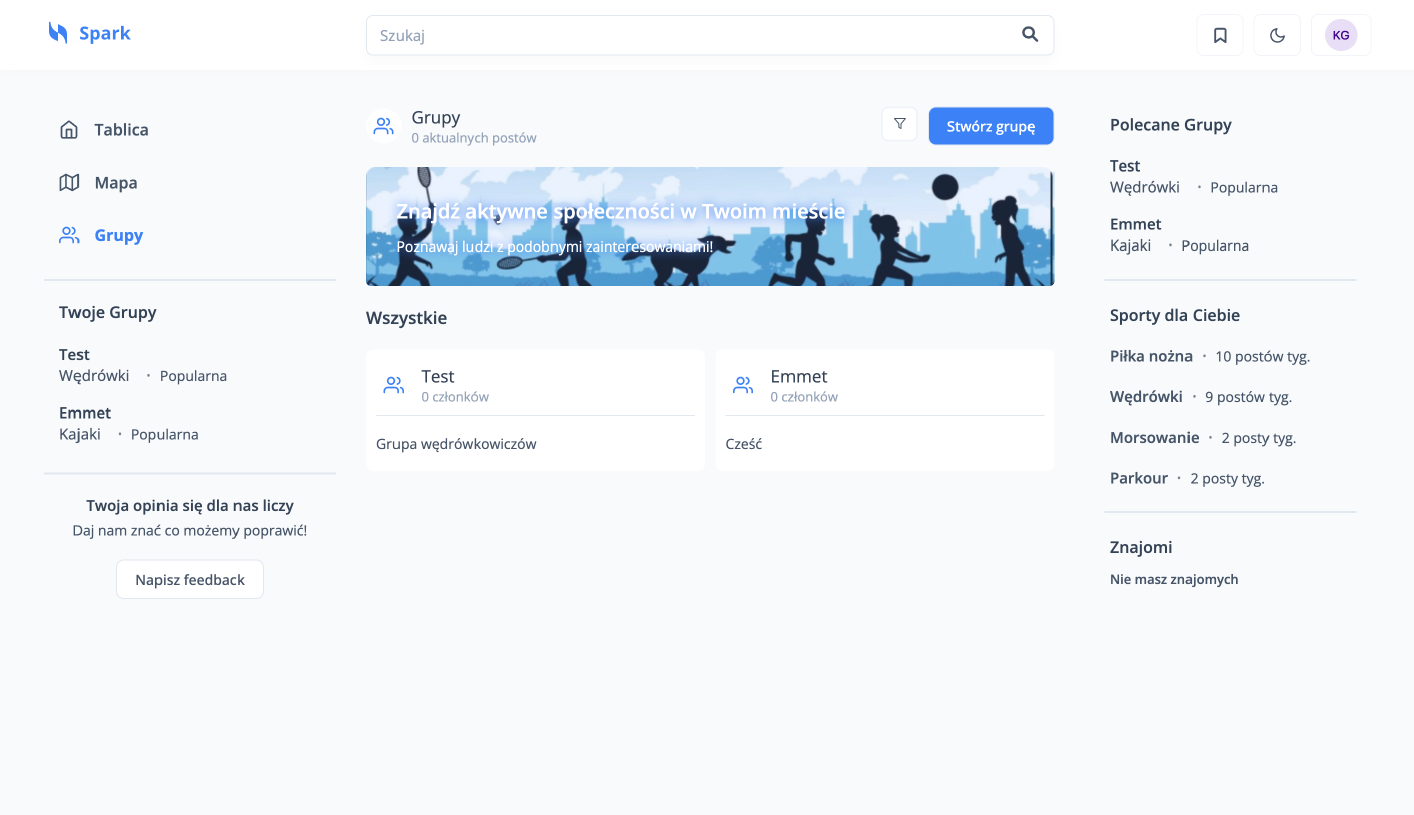 Spark
Szukaj
KG
Tablica
Mapa
Grupy
Twoje Grupy
Test
Wędrówki · Popularna
Emmet
Kajaki · Popularna
Twoja opinia się dla nas liczy
Daj nam znać co możemy poprawić!
Napisz feedback
Grupy
0 aktualnych postów
Stwórz grupę
Znajdź aktywne społeczności w Twoim mieście
Poznawaj ludzi z podobnymi zainteresowaniami!
Wszystkie
Test
0 członków
Grupa wędrówkowiczów
Emmet
0 członków
Cześć
Polecane Grupy
Test
Wędrówki · Popularna
Emmet
Kajaki · Popularna
Sporty dla Ciebie
Piłka nożna · 10 postów tyg.
Wędrówki · 9 postów tyg.
Morsowanie · 2 posty tyg.
Parkour · 2 posty tyg.
Znajomi
Nie masz znajomych